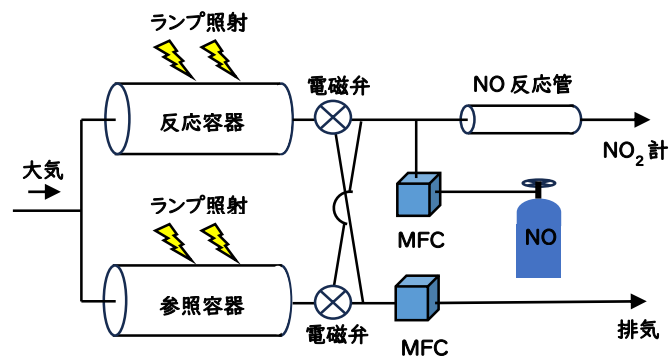 ランプ照射
電磁弁
NO 反応管
反応容器
NO2 計
大気
ランプ照射
MFC
NO
参照容器
電磁弁
MFC
排気